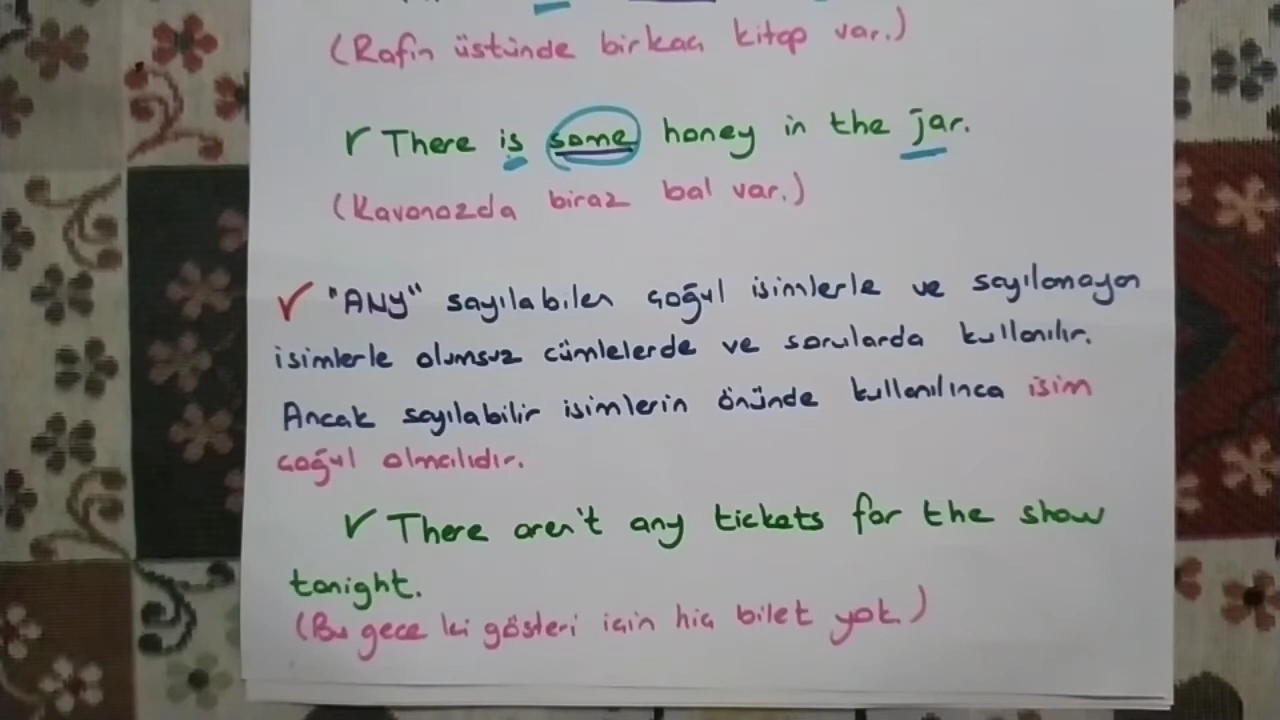 (Rafın üstünde birkaç kitap var.)
✓ There is some honey in the jar.
(Kavanozda biraz bal var.)
✓ "ANY" sayılabilen çoğul isimlerle ve sayılamayan
isimlerle olumsuz cümlelerde ve sorularda kullanılır.
Ancak sayılabilir isimlerin önünde kullanılınca isim
çoğul olmalıdır.
✓ There aren't any tickets for the show
tonight.
(Bu gece ki gösteri için hiç bilet yok)